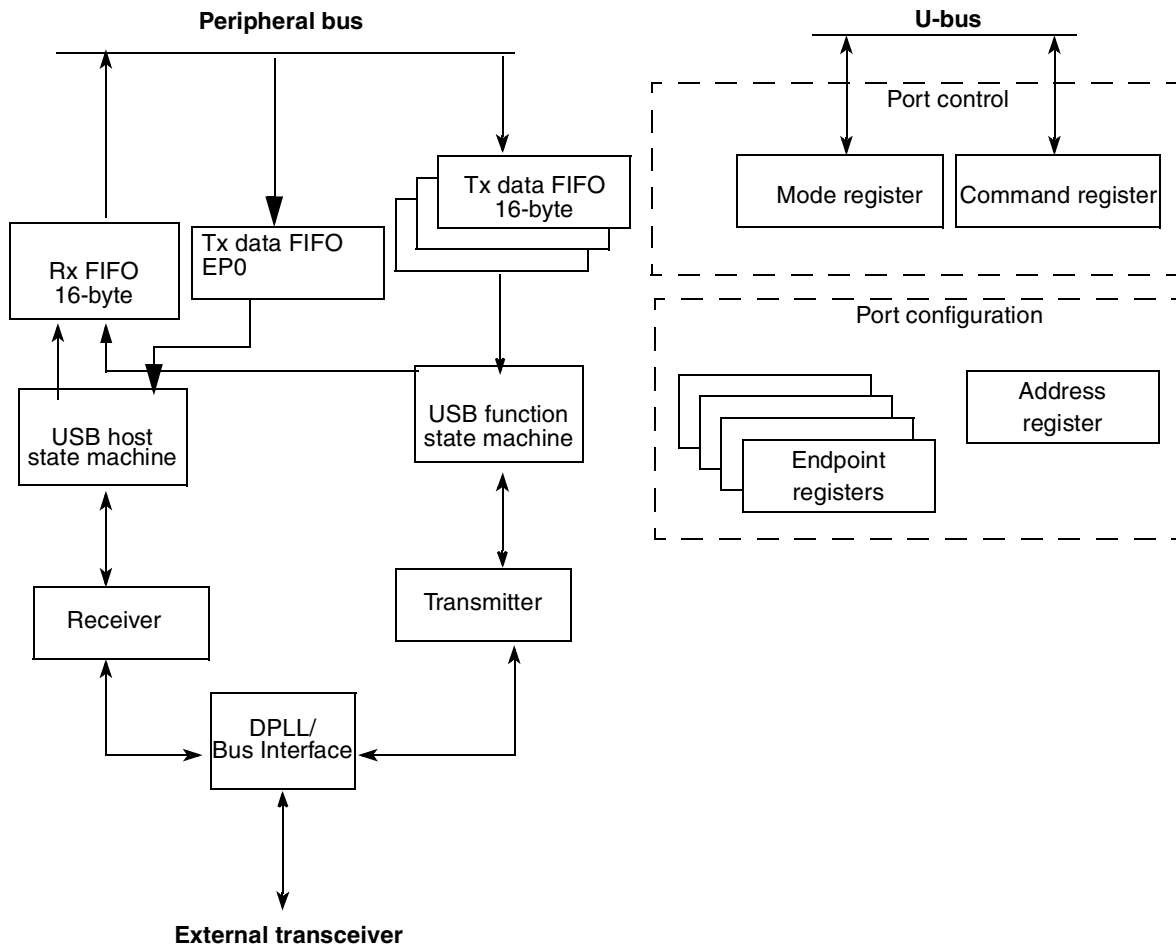 Peripheral bus
U-bus
Port control
Mode register
Command register
Tx data FIFO
16-byte
Tx data FIFO
EP0
Rx FIFO
16-byte
Port configuration
USB host
state machine
USB function
state machine
Address
register
Endpoint
registers
Receiver
Transmitter
DPLL/
Bus Interface
External transceiver